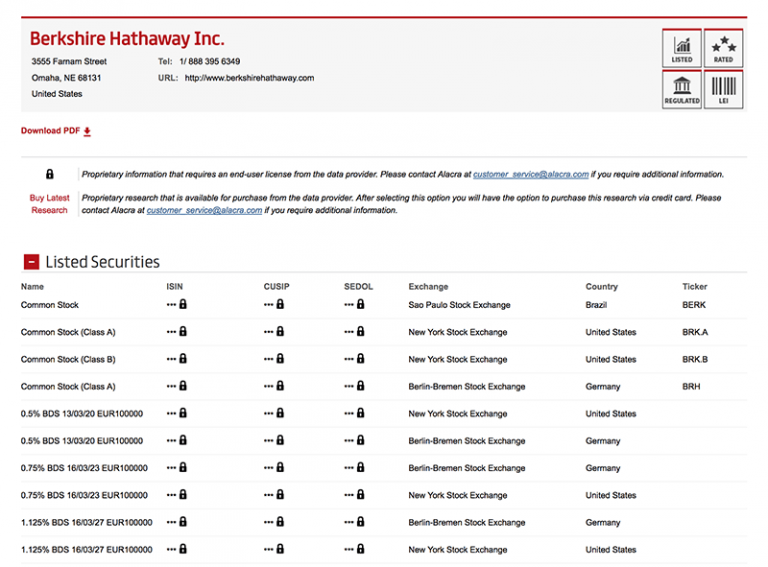 Berkshire Hathaway Inc.
3555 Farnam Street Tel: 1/ 888 395 6349
Omaha, NE 68131 URL: http://www.berkshirehathaway.com
United States
LISTED RATED
REGULATED LEI
Download PDF
Proprietary information that requires an end-user license from the data provider. Please contact Alacra at customer_service@alacra.com if you require additional information.
Buy Latest Research Proprietary research that is available for purchase from the data provider. After selecting this option you will have the option to purchase this research via credit card. Please
contact Alacra at customer_service@alacra.com if you require additional information.
Listed Securities
Name ISIN CUSIP SEDOL Exchange Country Ticker
Common Stock ••• ••• ••• Sao Paulo Stock Exchange Brazil BERK
Common Stock (Class A) ••• ••• ••• New York Stock Exchange United States BRK.A
Common Stock (Class B) ••• ••• ••• New York Stock Exchange United States BRK.B
Common Stock (Class A) ••• ••• ••• Berlin-Bremen Stock Exchange Germany BRH
0.5% BDS 13/03/20 EUR100000 ••• ••• ••• New York Stock Exchange United States
0.5% BDS 13/03/20 EUR100000 ••• ••• ••• Berlin-Bremen Stock Exchange Germany
0.75% BDS 16/03/23 EUR100000 ••• ••• ••• Berlin-Bremen Stock Exchange Germany
0.75% BDS 16/03/23 EUR100000 ••• ••• ••• New York Stock Exchange United States
1.125% BDS 16/03/27 EUR100000 ••• ••• ••• Berlin-Bremen Stock Exchange Germany
1.125% BDS 16/03/27 EUR100000 ••• ••• ••• New York Stock Exchange United States